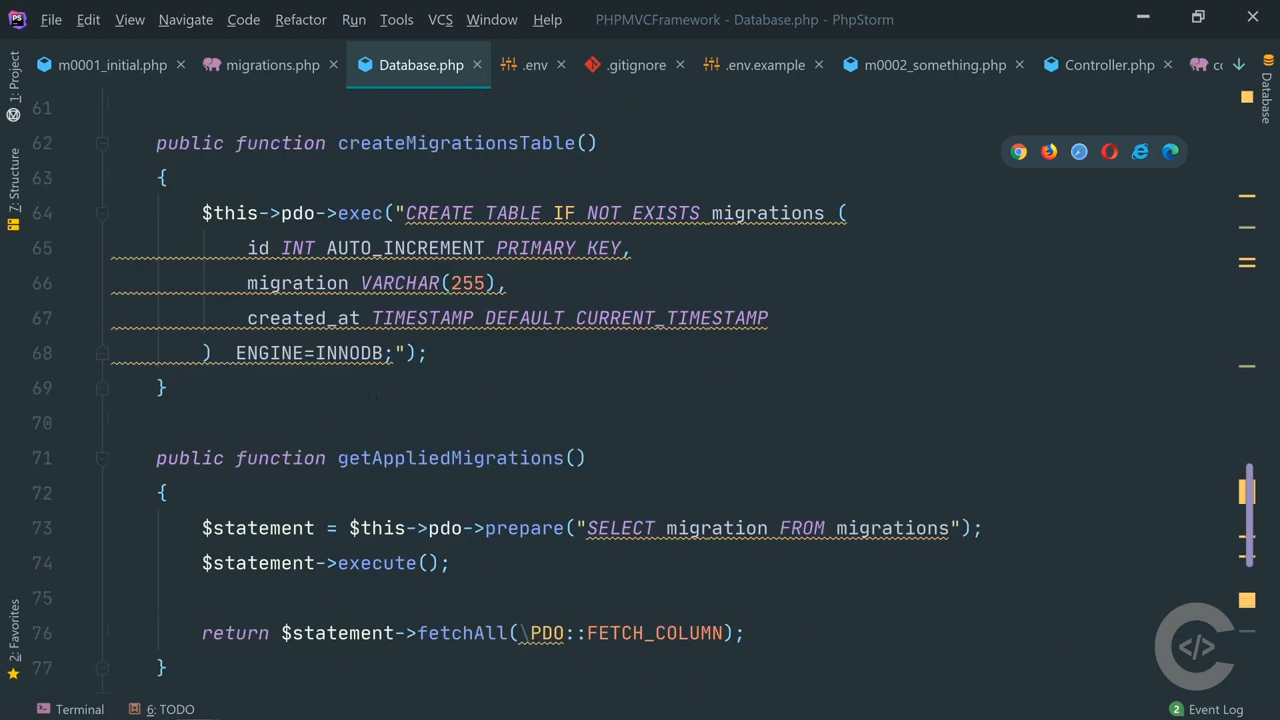 PS File Edit View Navigate Code Refactor Run Tools VCS Window Help PHPMVCFramework - Database.php - PhpStorm
m0001_initial.php migrations.php Database.php .env .gitignore .env.example m0002_something.php Controller.php
1: Project
7: Structure
2: Favorites
Database
61
62 public function createMigrationsTable()
63 {
64 $this->pdo->exec("CREATE TABLE IF NOT EXISTS migrations (
65 id INT AUTO_INCREMENT PRIMARY KEY,
66 migration VARCHAR(255),
67 created_at TIMESTAMP DEFAULT CURRENT_TIMESTAMP
68 ) ENGINE=INNODB;");
69 }
70
71 public function getAppliedMigrations()
72 {
73 $statement = $this->pdo->prepare("SELECT migration FROM migrations");
74 $statement->execute();
75
76 return $statement->fetchAll(\PDO::FETCH_COLUMN);
77 }
</>
Terminal 6: TODO 2 Event Log